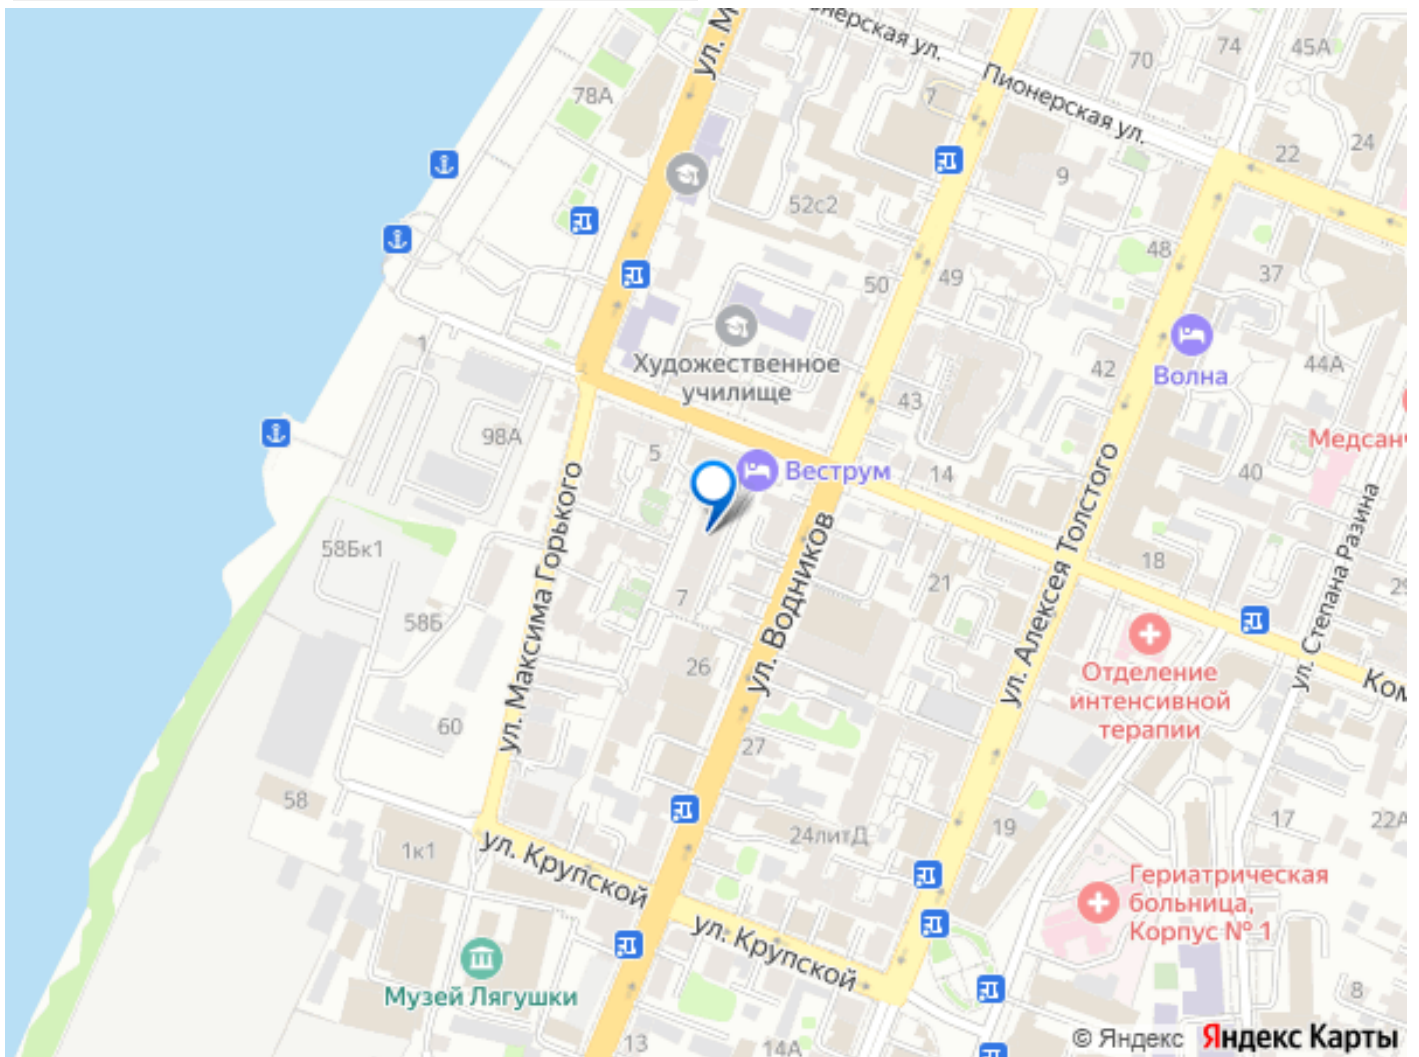 ул. М
нерская ул.
Пионерская ул.
70
74
45А
78А
7
9
22
24
52с2
48
37
50
49
1
Художественное
училище
42
Волна
44А
43
Медсанч
98А
5
Веструм
14
40
ул. Максима Горького
ул. Водников
ул. Алексея Толстого
ул. Степана Разина
58Бк1
18
21
29
7
58Б
26
Отделение
интенсивной
терапии
Ком
60
27
58
24литД
19
17
22А
1к1
ул. Крупской
ул. Крупской
Гериатрическая
больница,
Корпус № 1
Музей Лягушки
8
13
14А
© Яндекс Яндекс Карты